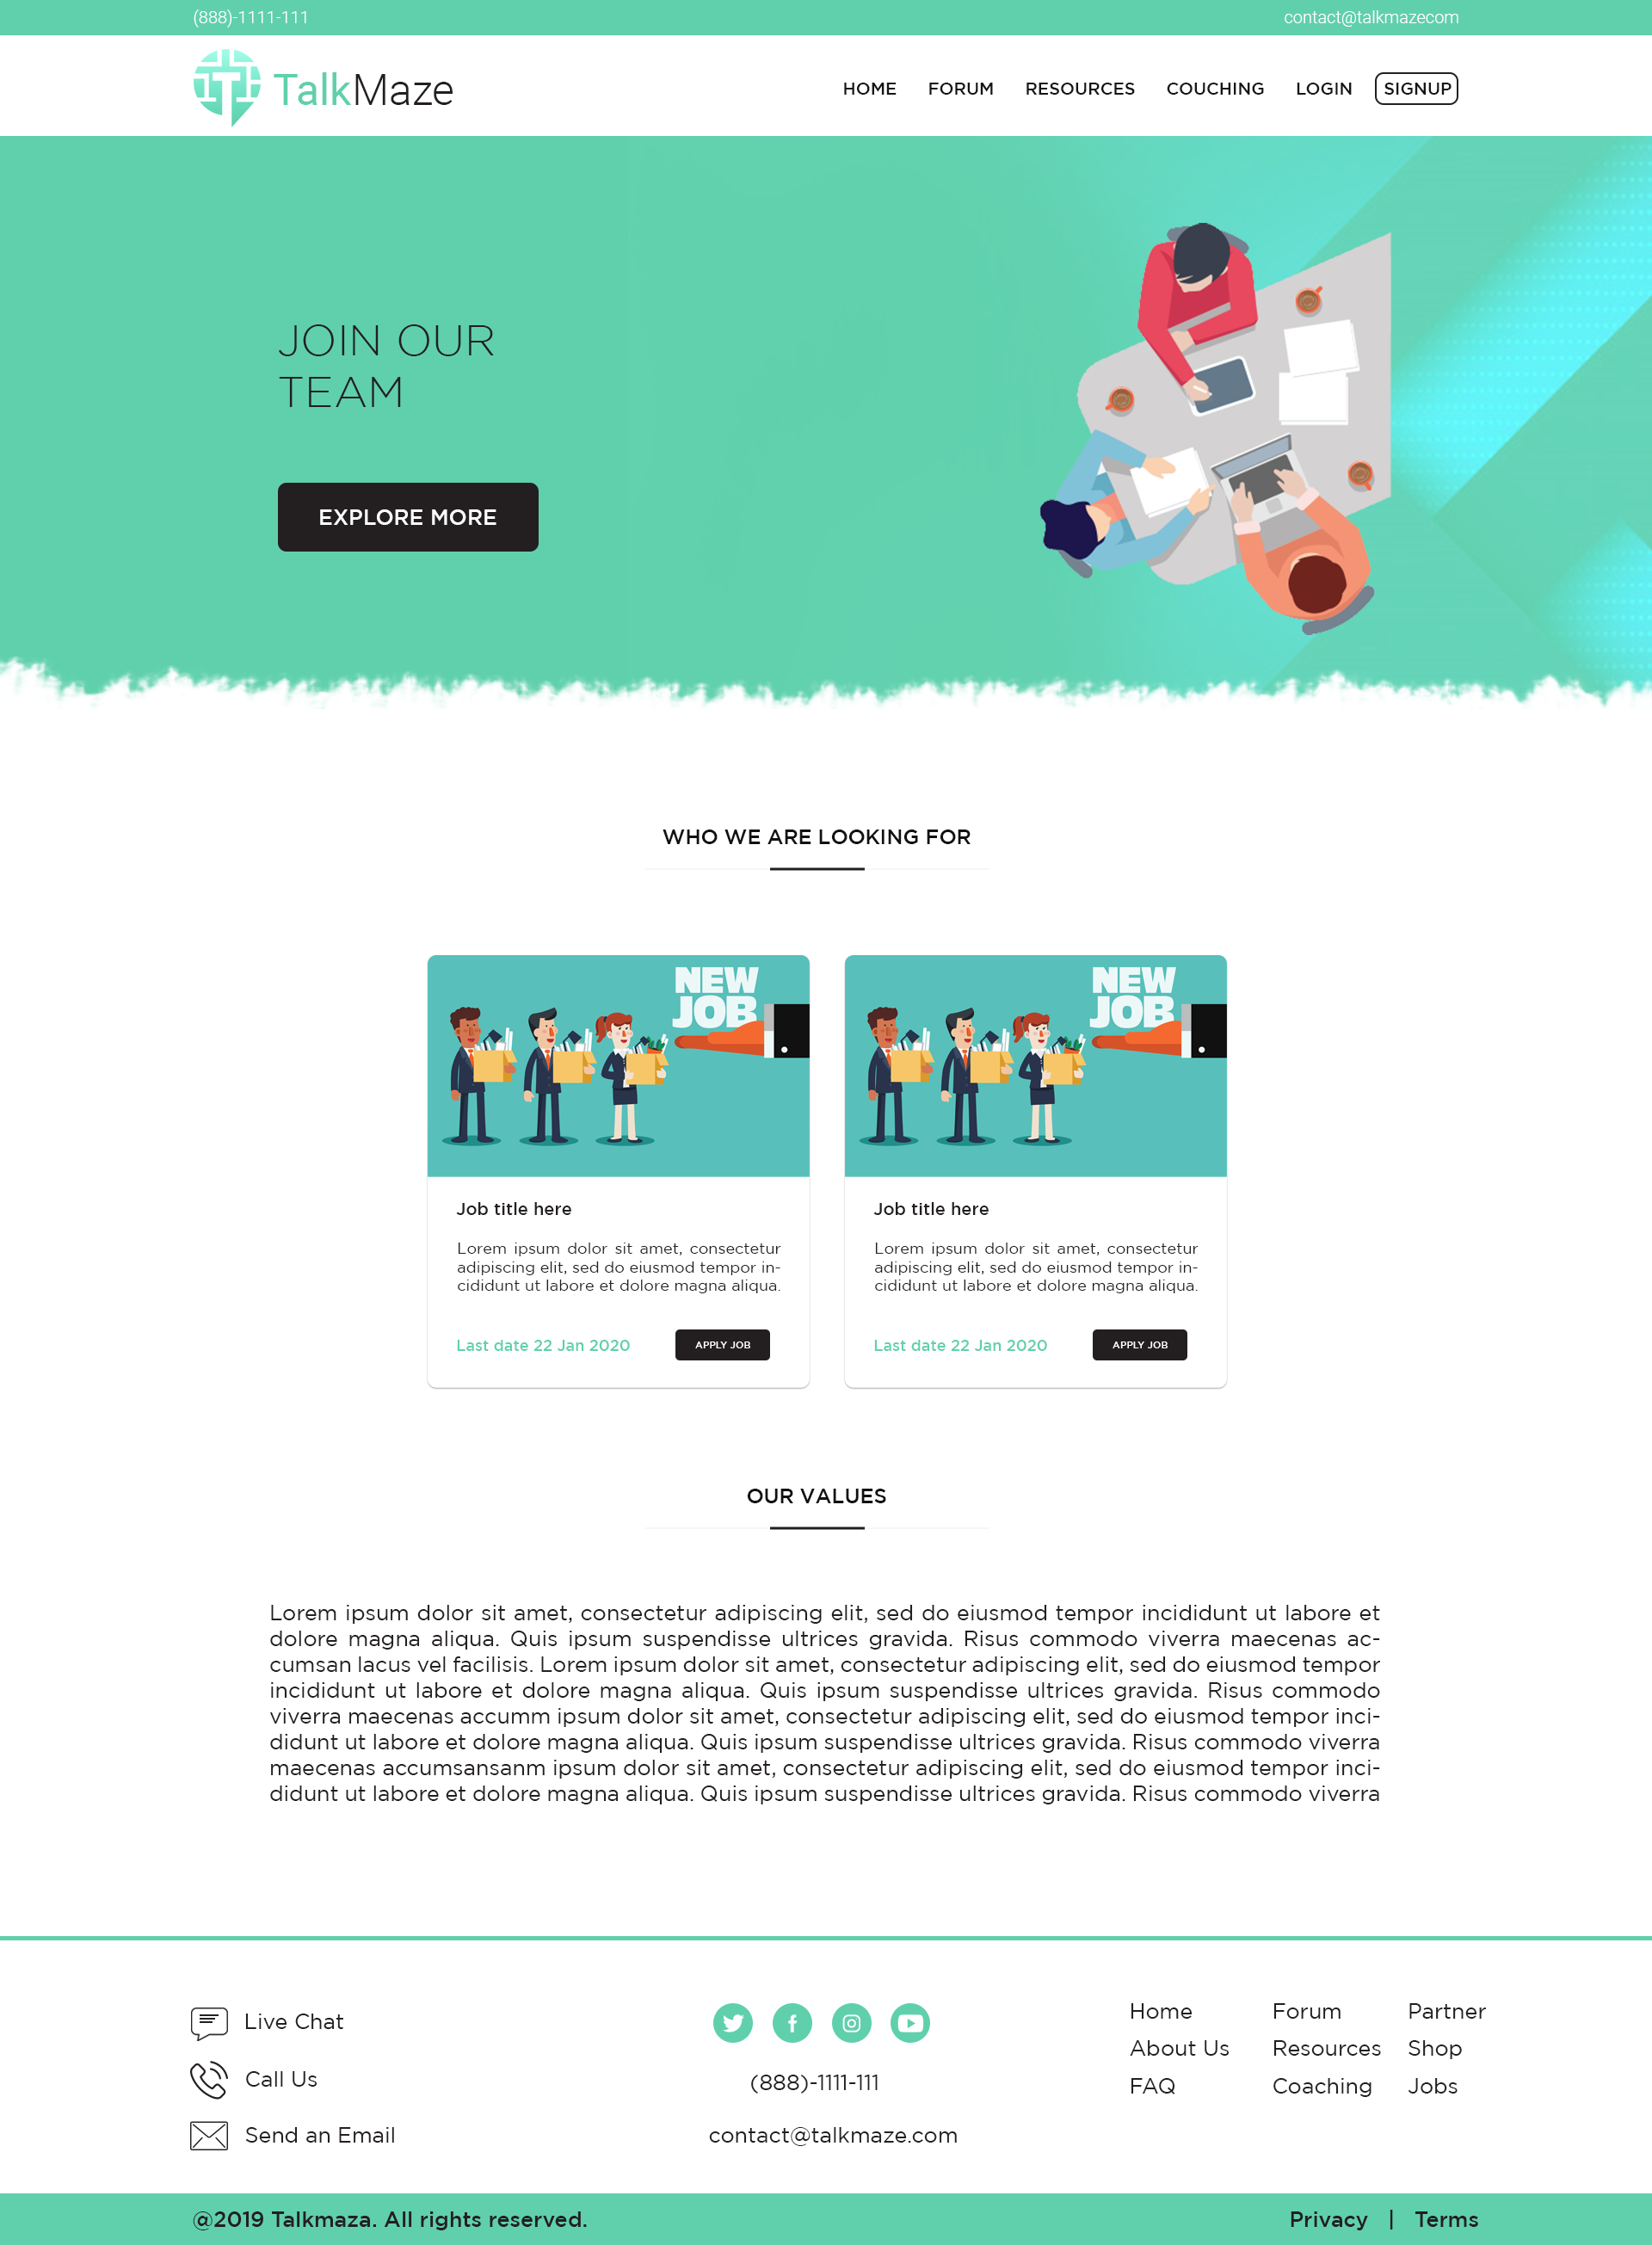 (888)-1111-111
contact@talkmazecom
TalkMaze
HOME FORUM RESOURCES COUCHING LOGIN SIGNUP
JOIN OUR
TEAM
EXPLORE MORE
WHO WE ARE LOOKING FOR
NEW
JOB
Job title here
Lorem ipsum dolor sit amet, consectetur
adipiscing elit, sed do eiusmod tempor in-
cididunt ut labore et dolore magna aliqua.
Last date 22 Jan 2020
APPLY JOB
NEW
JOB
Job title here
Lorem ipsum dolor sit amet, consectetur
adipiscing elit, sed do eiusmod tempor in-
cididunt ut labore et dolore magna aliqua.
Last date 22 Jan 2020
APPLY JOB
OUR VALUES
Lorem ipsum dolor sit amet, consectetur adipiscing elit, sed do eiusmod tempor incididunt ut labore et
dolore magna aliqua. Quis ipsum suspendisse ultrices gravida. Risus commodo viverra maecenas ac-
cumsan lacus vel facilisis. Lorem ipsum dolor sit amet, consectetur adipiscing elit, sed do eiusmod tempor
incididunt ut labore et dolore magna aliqua. Quis ipsum suspendisse ultrices gravida. Risus commodo
viverra maecenas accumm ipsum dolor sit amet, consectetur adipiscing elit, sed do eiusmod tempor inci-
didunt ut labore et dolore magna aliqua. Quis ipsum suspendisse ultrices gravida. Risus commodo viverra
maecenas accumsansanm ipsum dolor sit amet, consectetur adipiscing elit, sed do eiusmod tempor inci-
didunt ut labore et dolore magna aliqua. Quis ipsum suspendisse ultrices gravida. Risus commodo viverra
Live Chat
Call Us
Send an Email
(888)-1111-111
contact@talkmaze.com
Home Forum Partner
About Us Resources Shop
FAQ Coaching Jobs
@2019 Talkmaza. All rights reserved.
Privacy | Terms